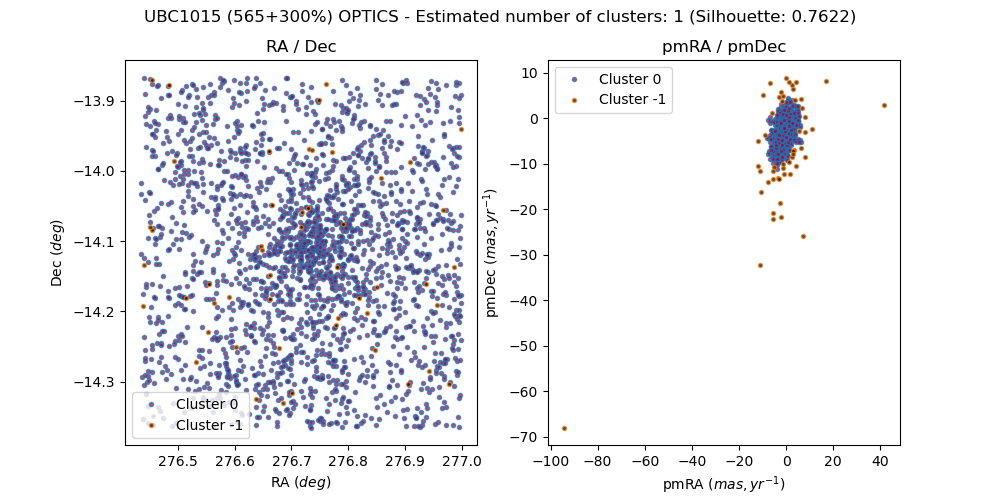 UBC1015 (565+300%) OPTICS - Estimated number of clusters: 1 (Silhouette: 0.7622)
RA / Dec
−13.9
−14.0
−14.1
−14.2
−14.3
Dec (deg)
Cluster 0
Cluster -1
276.5 276.6 276.7 276.8 276.9 277.0
RA (deg)
pmRA / pmDec
10
0
−10
−20
−30
−40
−50
−60
−70
pmDec (mas, yr⁻¹)
Cluster 0
Cluster -1
−100 −80 −60 −40 −20 0 20 40
pmRA (mas, yr⁻¹)